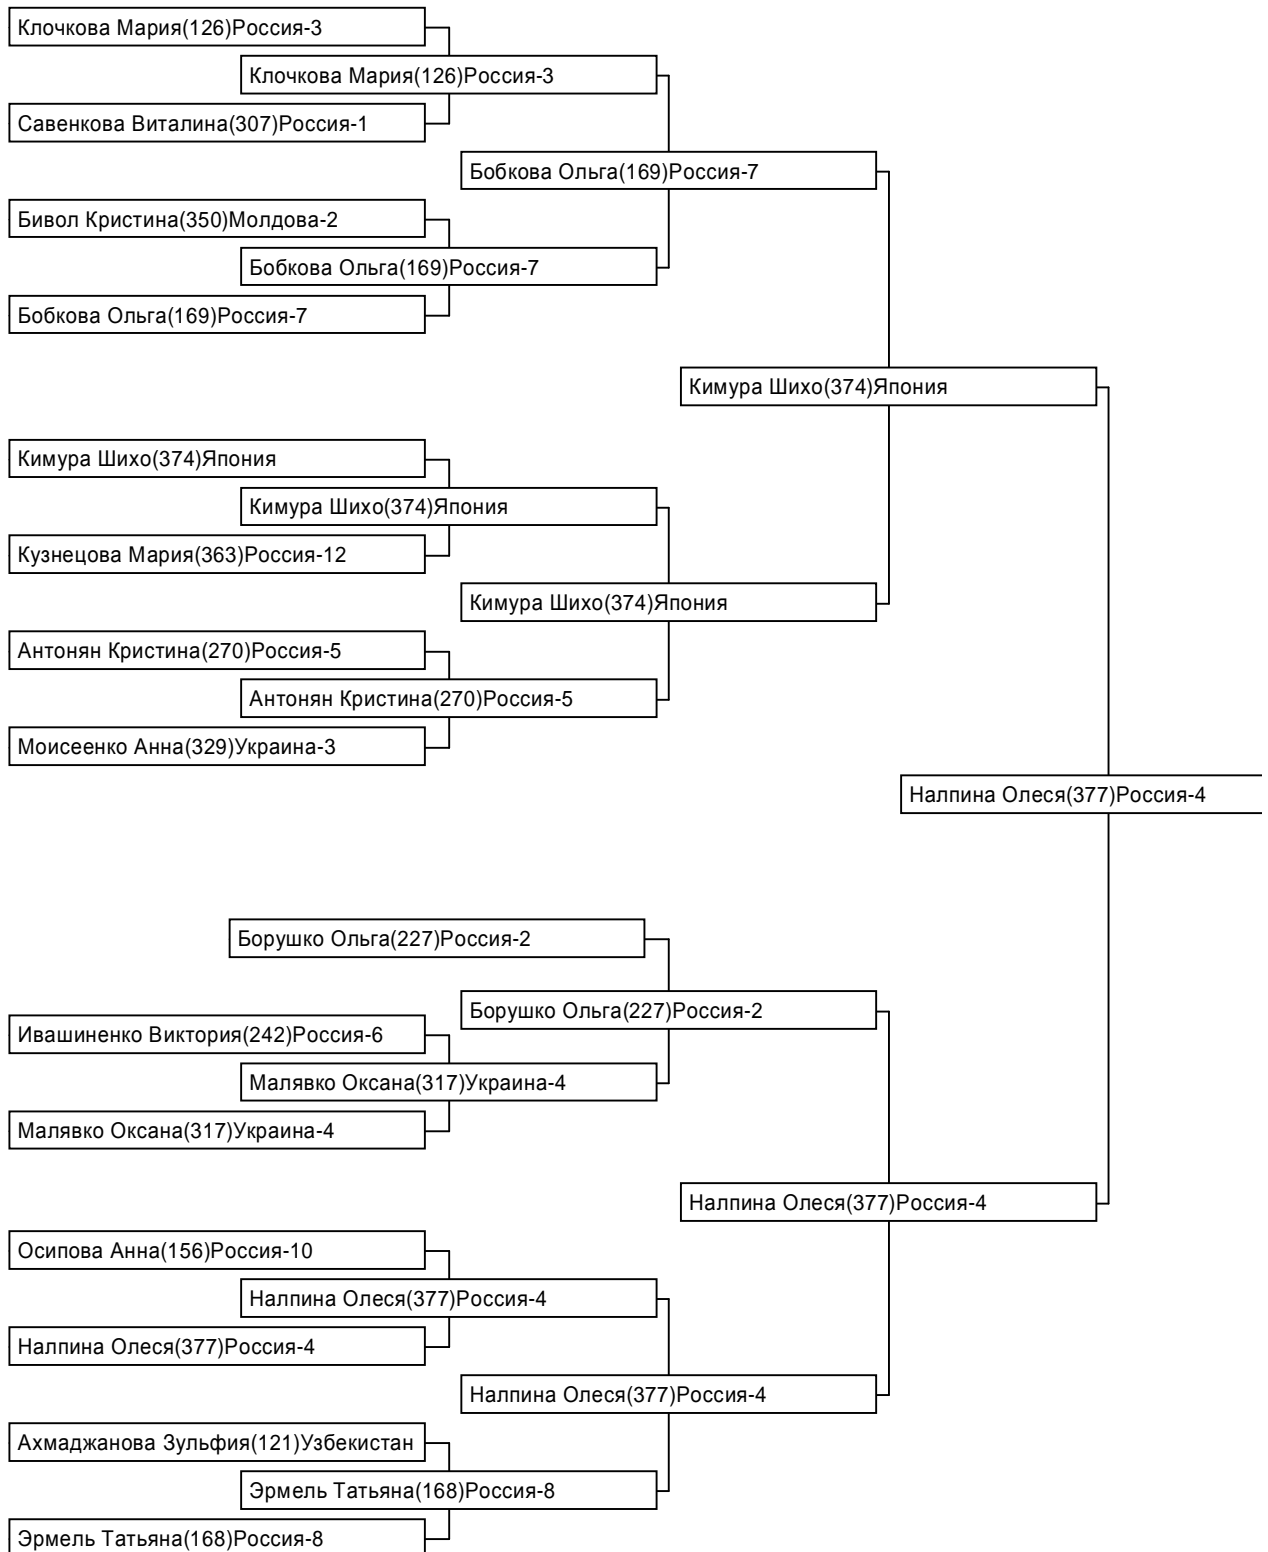 Клочкова Мария(126)Россия-3
Клочкова Мария(126)Россия-3
Савенкова Виталина(307)Россия-1
Бобкова Ольга(169)Россия-7
Бивол Кристина(350)Молдова-2
Бобкова Ольга(169)Россия-7
Бобкова Ольга(169)Россия-7
Кимура Шихо(374)Япония
Кимура Шихо(374)Япония
Кимура Шихо(374)Япония
Кузнецова Мария(363)Россия-12
Кимура Шихо(374)Япония
Антонян Кристина(270)Россия-5
Антонян Кристина(270)Россия-5
Моисеенко Анна(329)Украина-3
Налпина Олеся(377)Россия-4
Борушко Ольга(227)Россия-2
Борушко Ольга(227)Россия-2
Ивашиненко Виктория(242)Россия-6
Малявко Оксана(317)Украина-4
Малявко Оксана(317)Украина-4
Налпина Олеся(377)Россия-4
Осипова Анна(156)Россия-10
Налпина Олеся(377)Россия-4
Налпина Олеся(377)Россия-4
Налпина Олеся(377)Россия-4
Ахмаджанова Зульфия(121)Узбекистан
Эрмель Татьяна(168)Россия-8
Эрмель Татьяна(168)Россия-8